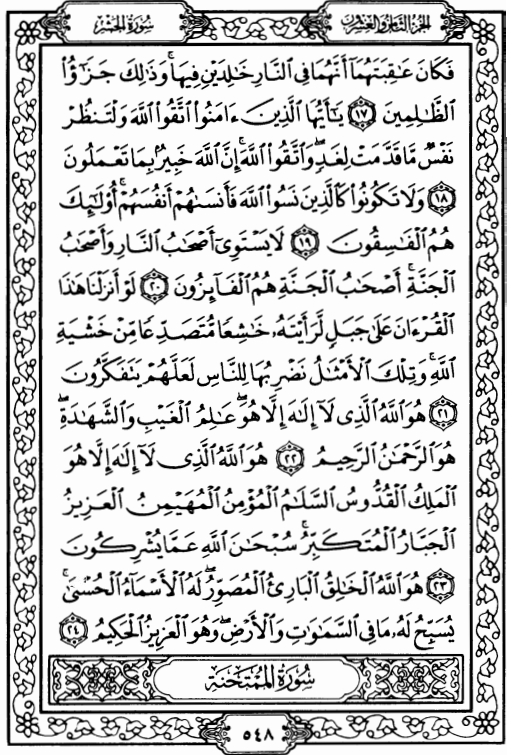 الجزء الثامن والعشرون
سورة الحشر
فَكَانَ عَٰقِبَتَهُمَآ أَنَّهُمَا فِى ٱلنَّارِ خَٰلِدَيْنِ فِيهَا ۚ وَذَٰلِكَ جَزَٰٓؤُا۟
ٱلظَّٰلِمِينَ ١٧ يَٰٓأَيُّهَا ٱلَّذِينَ ءَامَنُوا۟ ٱتَّقُوا۟ ٱللَّهَ وَلْتَنظُرْ
نَفْسٌ مَّا قَدَّمَتْ لِغَدٍ ۖ وَٱتَّقُوا۟ ٱللَّهَ ۚ إِنَّ ٱللَّهَ خَبِيرٌۢ بِمَا تَعْمَلُونَ
١٨ وَلَا تَكُونُوا۟ كَٱلَّذِينَ نَسُوا۟ ٱللَّهَ فَأَنسَىٰهُمْ أَنفُسَهُمْ ۚ أُو۟لَٰٓئِكَ
هُمُ ٱلْفَٰسِقُونَ ١٩ لَا يَسْتَوِىٓ أَصْحَٰبُ ٱلنَّارِ وَأَصْحَٰبُ
ٱلْجَنَّةِ ۚ أَصْحَٰبُ ٱلْجَنَّةِ هُمُ ٱلْفَآئِزُونَ ٢٠ لَوْ أَنزَلْنَا هَٰذَا
ٱلْقُرْءَانَ عَلَىٰ جَبَلٍ لَّرَأَيْتَهُۥ خَٰشِعًا مُّتَصَدِّعًا مِّنْ خَشْيَةِ
ٱللَّهِ ۚ وَتِلْكَ ٱلْأَمْثَٰلُ نَضْرِبُهَا لِلنَّاسِ لَعَلَّهُمْ يَتَفَكَّرُونَ
٢١ هُوَ ٱللَّهُ ٱلَّذِى لَآ إِلَٰهَ إِلَّا هُوَ ۖ عَٰلِمُ ٱلْغَيْبِ وَٱلشَّهَٰدَةِ ۖ
هُوَ ٱلرَّحْمَٰنُ ٱلرَّحِيمُ ٢٢ هُوَ ٱللَّهُ ٱلَّذِى لَآ إِلَٰهَ إِلَّا هُوَ
ٱلْمَلِكُ ٱلْقُدُّوسُ ٱلسَّلَٰمُ ٱلْمُؤْمِنُ ٱلْمُهَيْمِنُ ٱلْعَزِيزُ
ٱلْجَبَّارُ ٱلْمُتَكَبِّرُ ۚ سُبْحَٰنَ ٱللَّهِ عَمَّا يُشْرِكُونَ
٢٣ هُوَ ٱللَّهُ ٱلْخَٰلِقُ ٱلْبَارِئُ ٱلْمُصَوِّرُ ۖ لَهُ ٱلْأَسْمَآءُ ٱلْحُسْنَىٰ ۚ
يُسَبِّحُ لَهُۥ مَا فِى ٱلسَّمَٰوَٰتِ وَٱلْأَرْضِ ۖ وَهُوَ ٱلْعَزِيزُ ٱلْحَكِيمُ ٢٤
سُورَةُ المُمْتَحنَة
٥٤٨